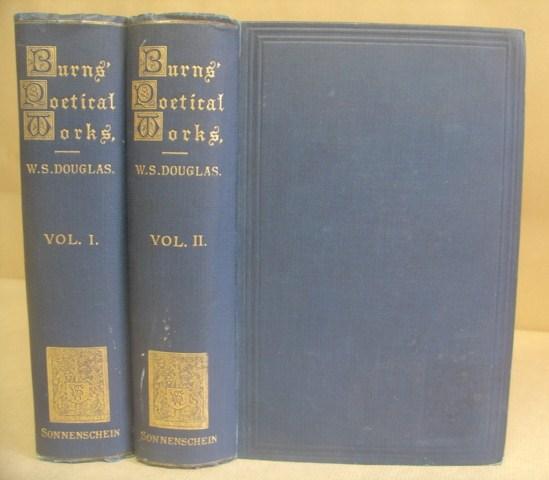 Burns'
Poetical
Works,
W.S. DOUGLAS.
VOL. I.
SONNENSCHEIN
Burns'
Poetical
Works,
W.S. DOUGLAS.
VOL. II.
SONNENSCHEIN